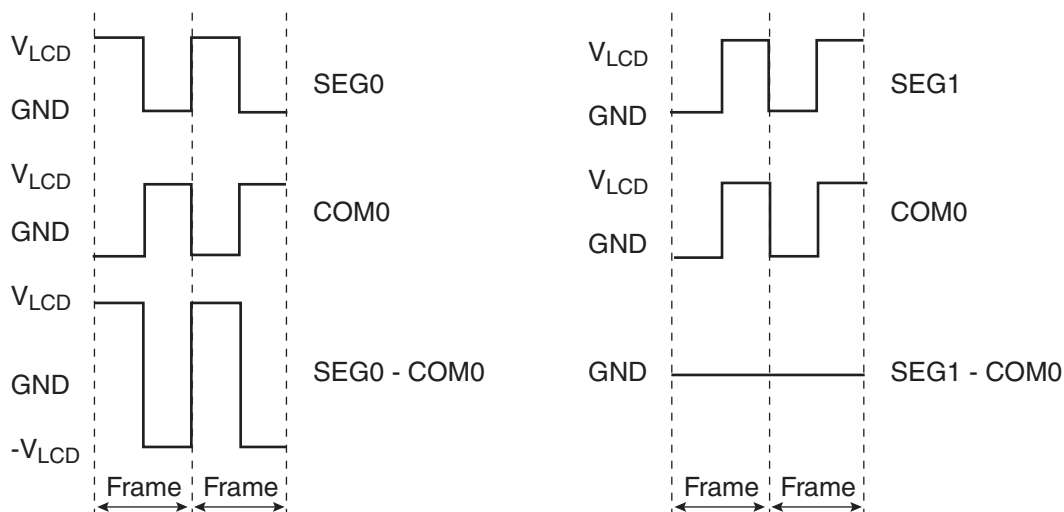 V_LCD
SEG0
GND
V_LCD
COM0
GND
V_LCD
GND
SEG0 - COM0
-V_LCD
Frame Frame
V_LCD
SEG1
GND
V_LCD
COM0
GND
GND
SEG1 - COM0
Frame Frame